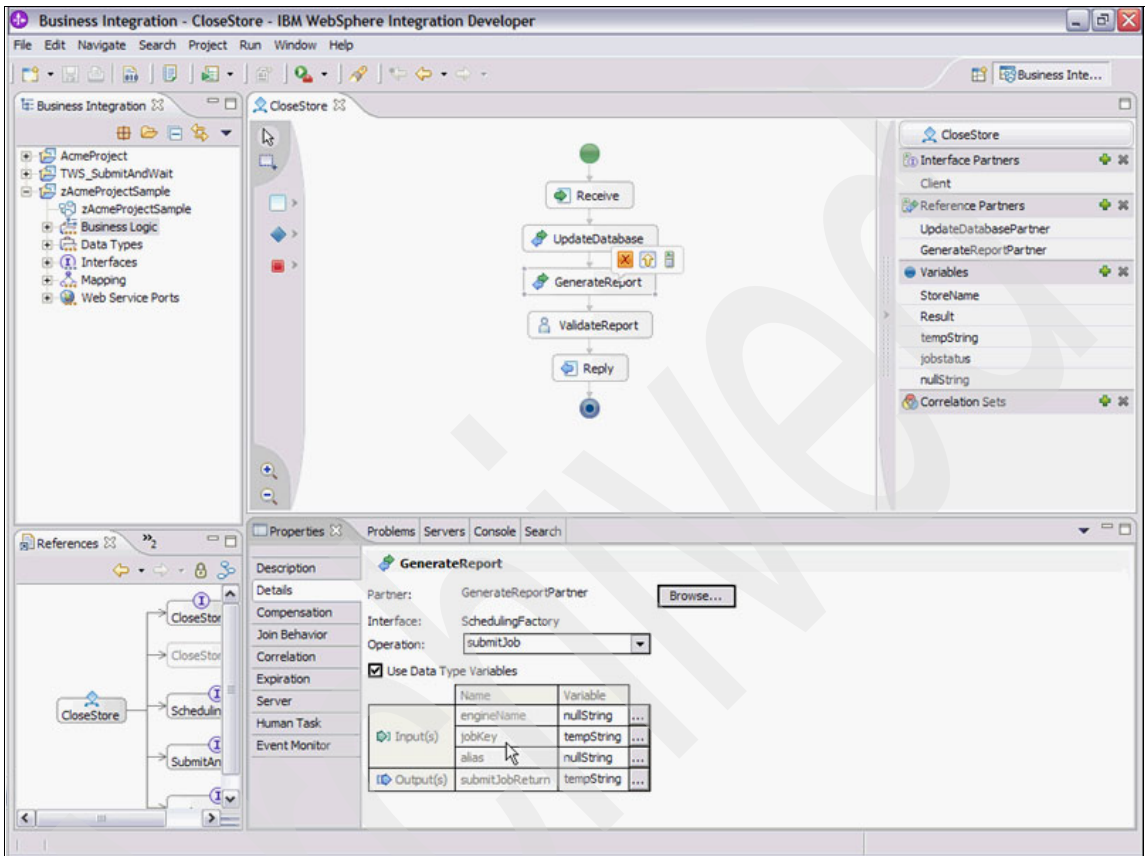 Business Integration - CloseStore - IBM WebSphere Integration Developer
File Edit Navigate Search Project Run Window Help
Business Inte...
Business Integration
AcmeProject
TWS_SubmitAndWait
zAcmeProjectSample
zAcmeProjectSample
Business Logic
Data Types
Interfaces
Mapping
Web Service Ports
CloseStore
Receive
UpdateDatabase
GenerateReport
ValidateReport
Reply
CloseStore
Interface Partners
Client
Reference Partners
UpdateDatabasePartner
GenerateReportPartner
Variables
StoreName
Result
tempString
jobstatus
nullString
Correlation Sets
References »2
CloseStore
CloseStor
CloseStor
Schedulin
SubmitAn
Properties Problems Servers Console Search
Description
Details
Compensation
Join Behavior
Correlation
Expiration
Server
Human Task
Event Monitor
GenerateReport
Partner: GenerateReportPartner Browse...
Interface: SchedulingFactory
Operation: submitJob
Use Data Type Variables
Name Variable
engineName nullString ...
Input(s) jobKey tempString ...
alias nullString ...
Output(s) submitJobReturn tempString ...